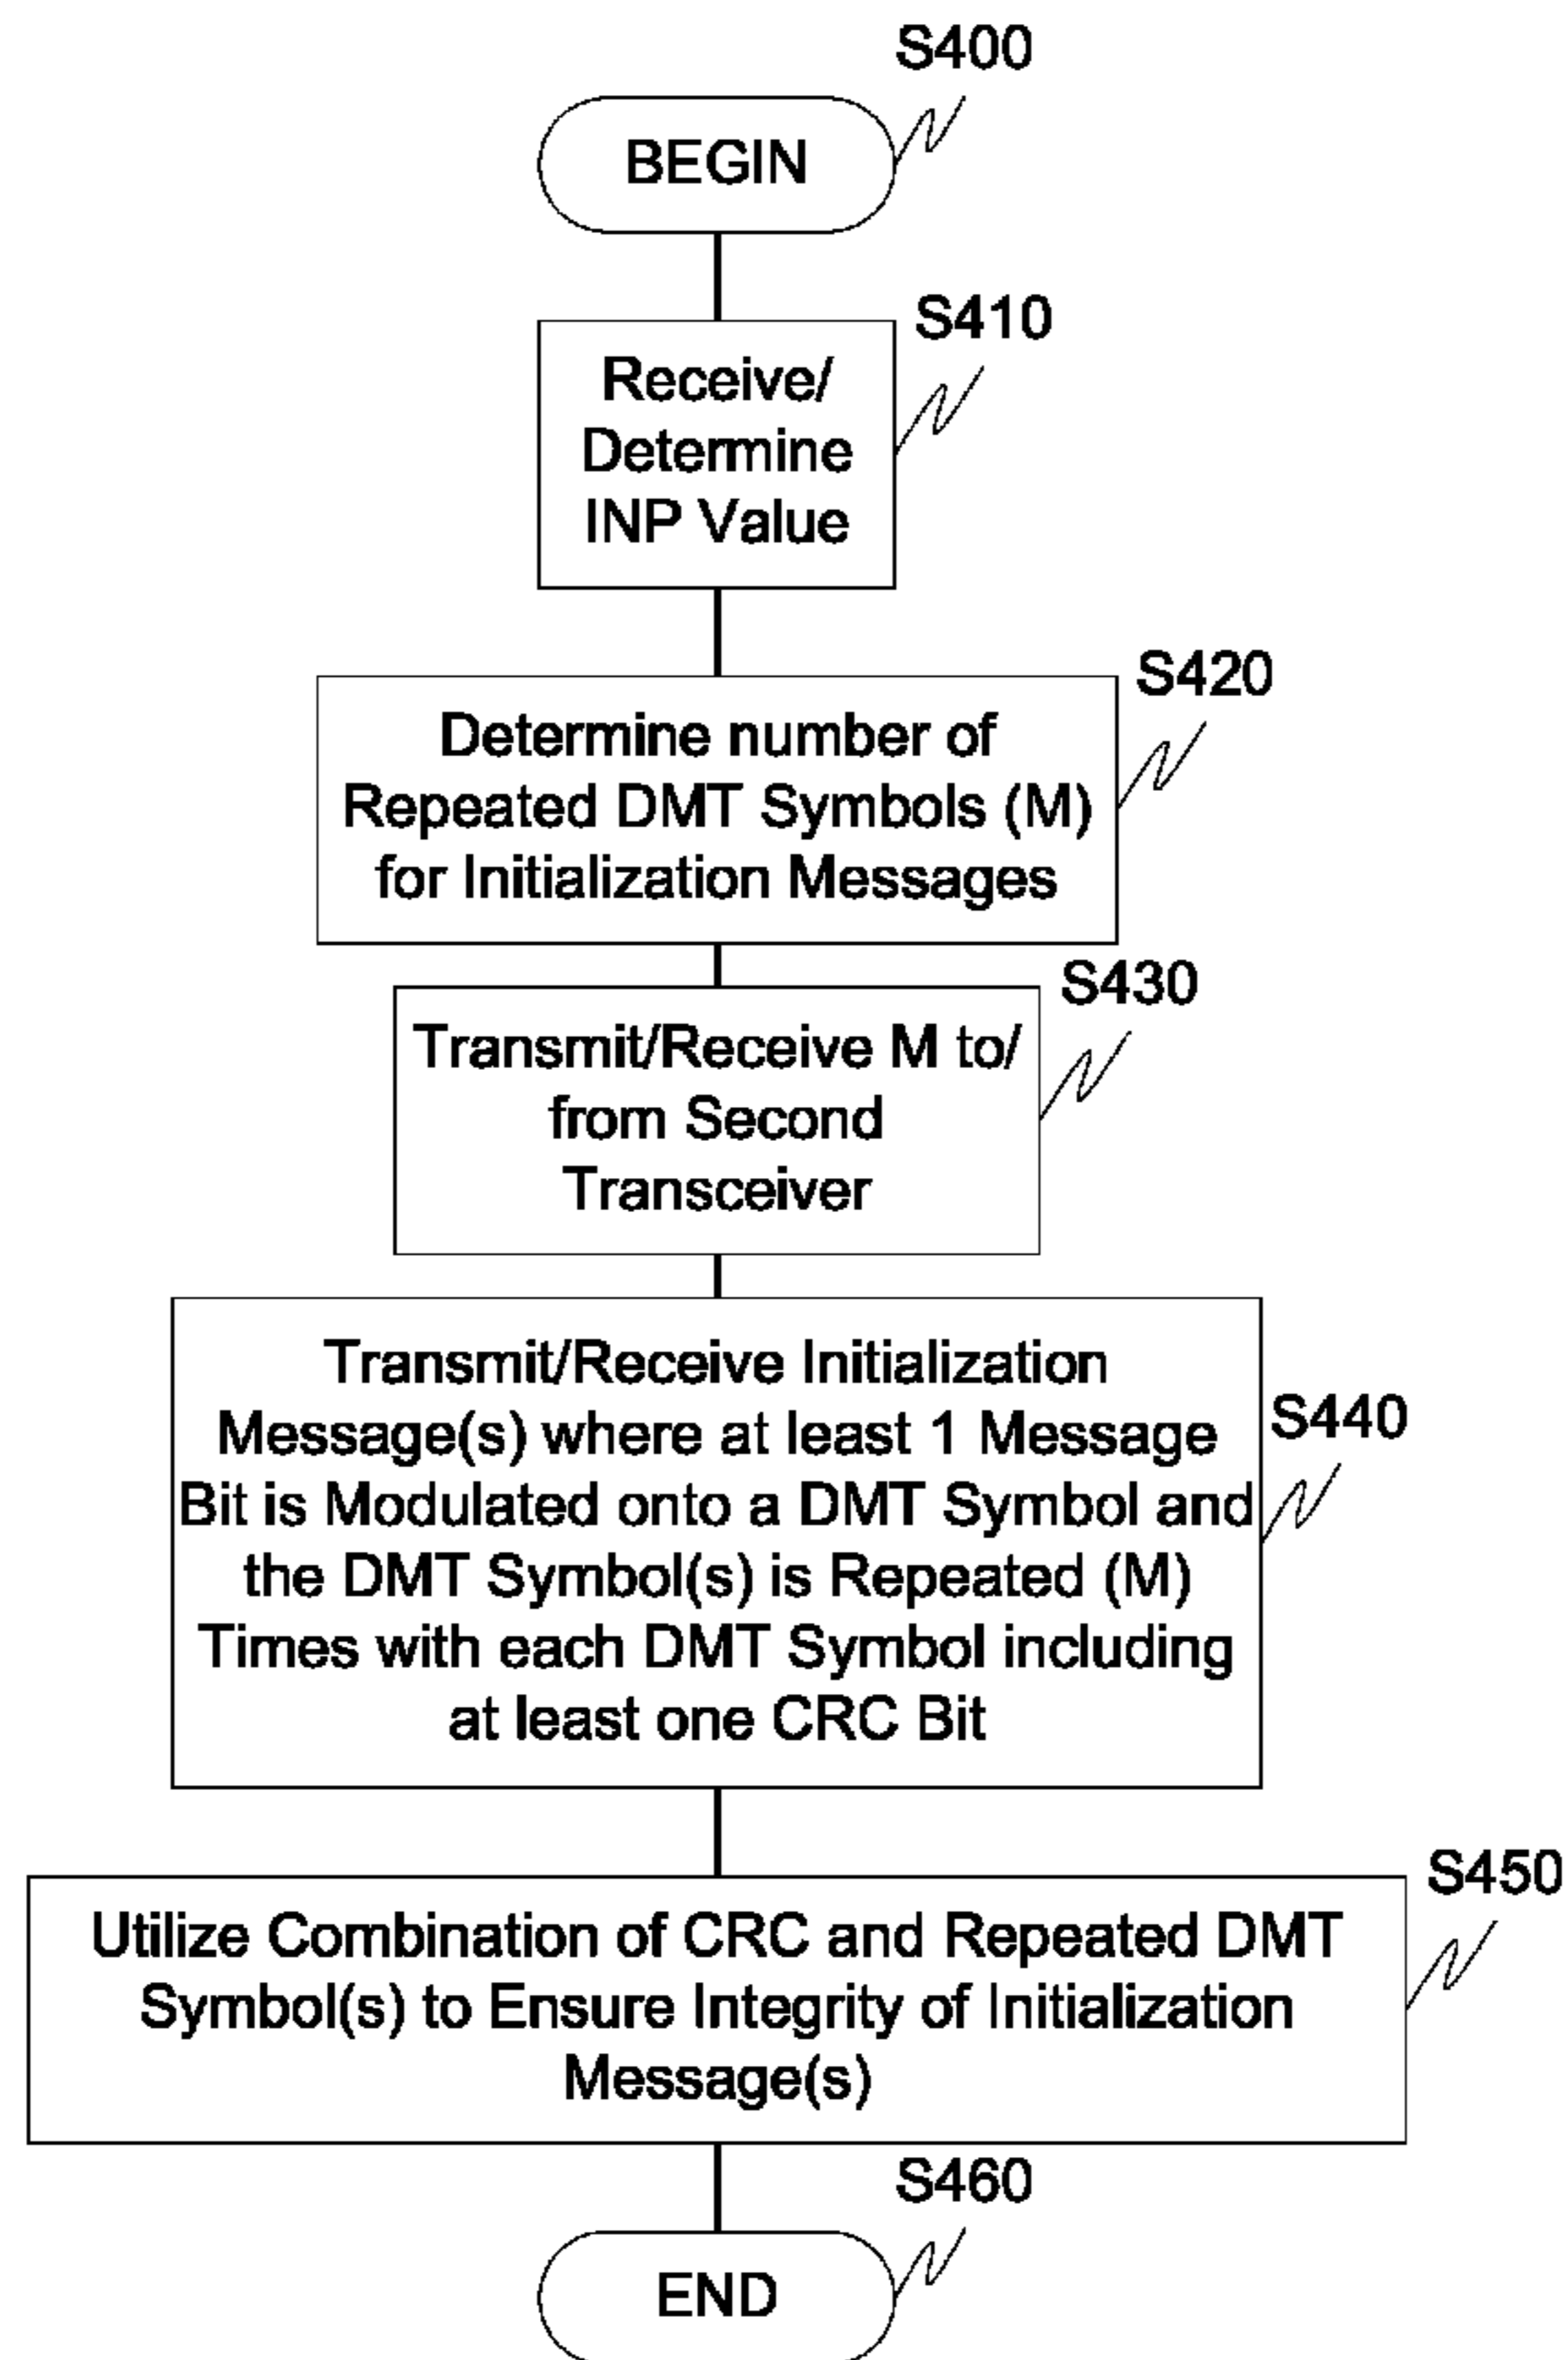 S400
BEGIN
S410
Receive/
Determine
INP Value
S420
Determine number of
Repeated DMT Symbols (M)
for Initialization Messages
S430
Transmit/Receive M to/
from Second
Transceiver
S440
Transmit/Receive Initialization
Message(s) where at least 1 Message
Bit is Modulated onto a DMT Symbol and
the DMT Symbol(s) is Repeated (M)
Times with each DMT Symbol including
at least one CRC Bit
S450
Utilize Combination of CRC and Repeated DMT
Symbol(s) to Ensure Integrity of Initialization
Message(s)
S460
END